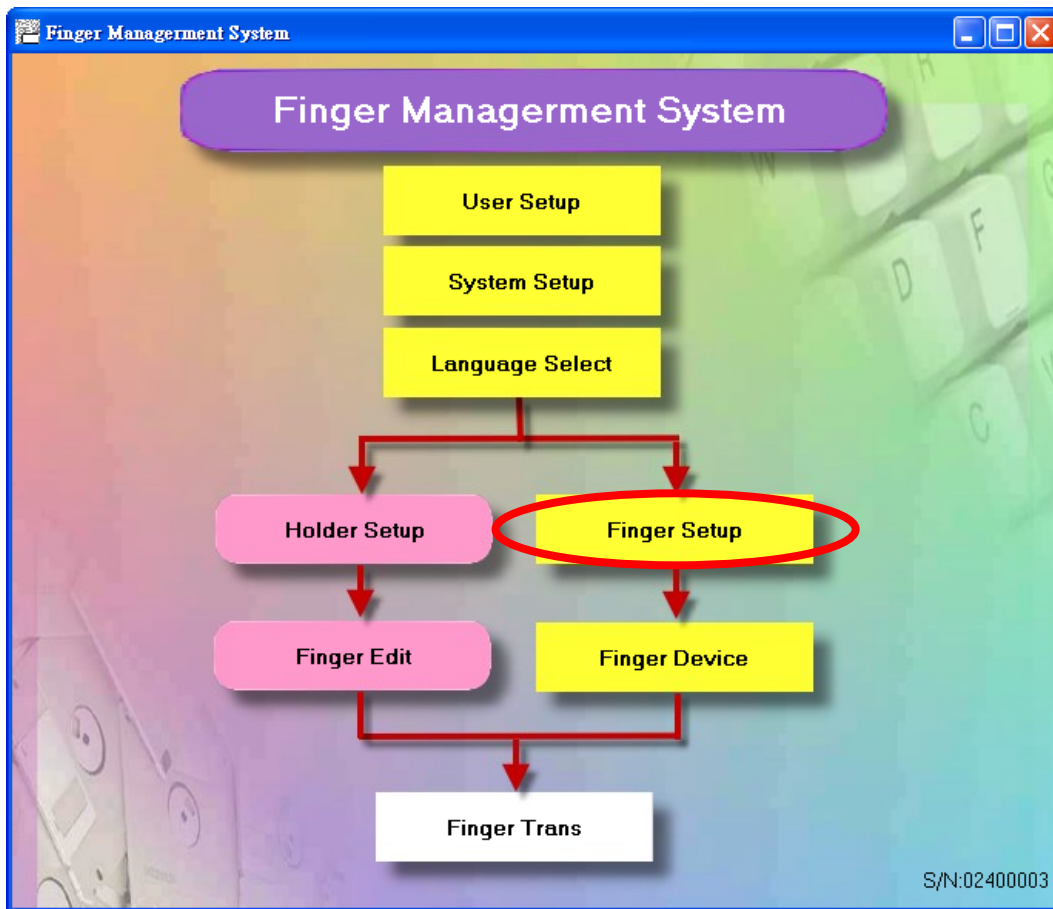 Finger Managerment System
Finger Managerment System
User Setup
System Setup
Language Select
Holder Setup
Finger Setup
Finger Edit
Finger Device
Finger Trans
S/N:02400003
R
W
F
D
C